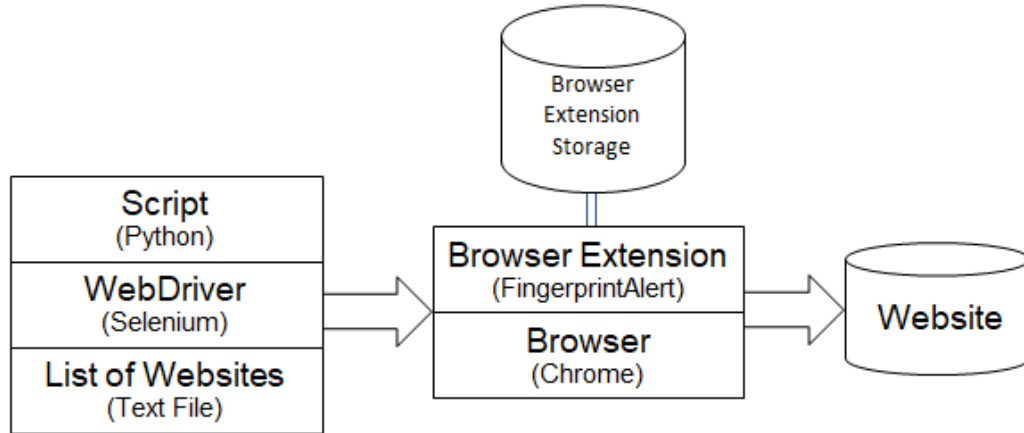 Browser
Extension
Storage
Script
(Python)
WebDriver
(Selenium)
List of Websites
(Text File)
Browser Extension
(FingerprintAlert)
Browser
(Chrome)
Website